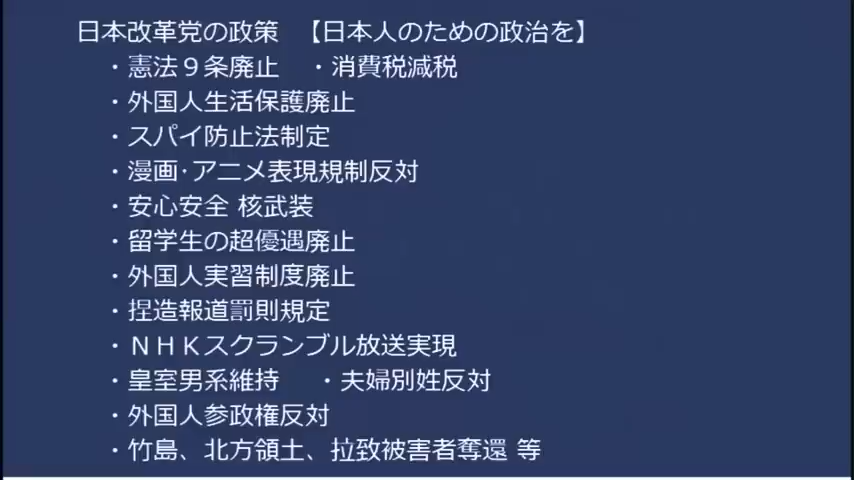 日本改革党の政策　【日本人のための政治を】
・憲法９条廃止　・消費税減税
・外国人生活保護廃止
・スパイ防止法制定
・漫画･アニメ表現規制反対
・安心安全 核武装
・留学生の超優遇廃止
・外国人実習制度廃止
・捏造報道罰則規定
・ＮＨＫスクランブル放送実現
・皇室男系維持　・夫婦別姓反対
・外国人参政権反対
・竹島、北方領土、拉致被害者奪還 等